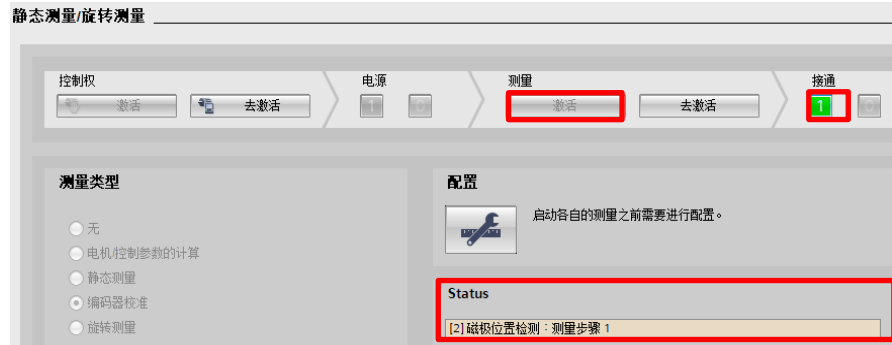 静态测量/旋转测量
控制权 电源 测量 接通
激活 去激活 1 0 激活 去激活 1 0
测量类型
无
电机/控制参数的计算
静态测量
编码器校准
旋转测量
配置
启动各自的测量之前需要进行配置。
Status
[2] 磁极位置检测：测量步骤 1